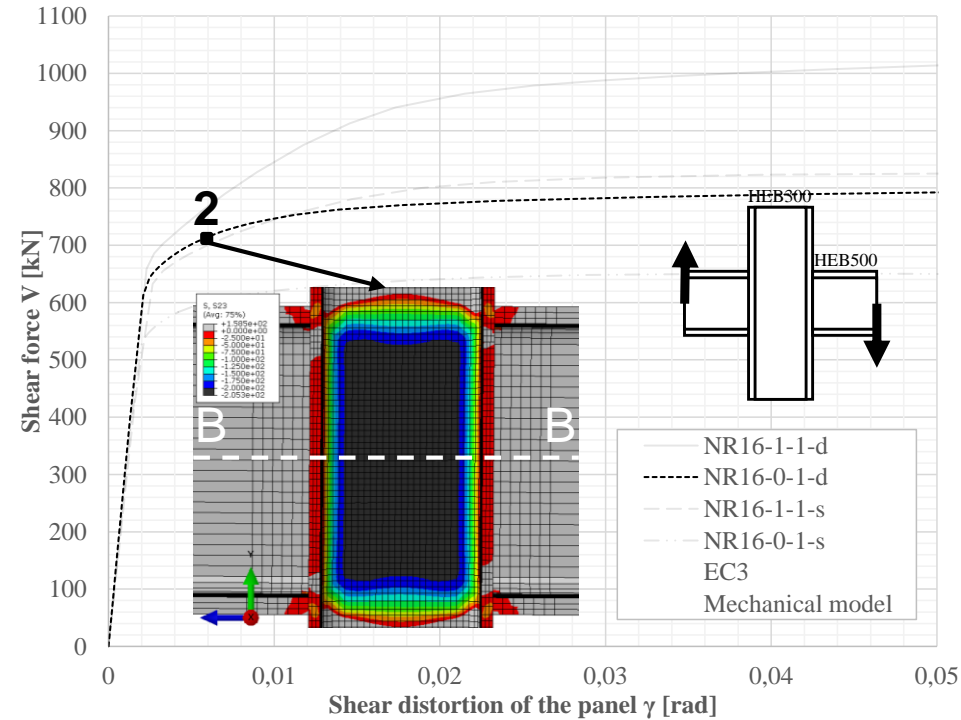 Shear force V [kN]
1100
1000
900
800
700
600
500
400
300
200
100
0
0
0,01
0,02
0,03
0,04
0,05
Shear distortion of the panel γ [rad]
2
HEB300
HEB500
S, S23
(Avg: 75%)
+1.585e+02
+0.000e+00
-2.500e+01
-5.000e+01
-7.500e+01
-1.000e+02
-1.250e+02
-1.500e+02
-1.750e+02
-2.000e+02
-2.053e+02
B
B
Y
X
NR16-1-1-d
NR16-0-1-d
NR16-1-1-s
NR16-0-1-s
EC3
Mechanical model